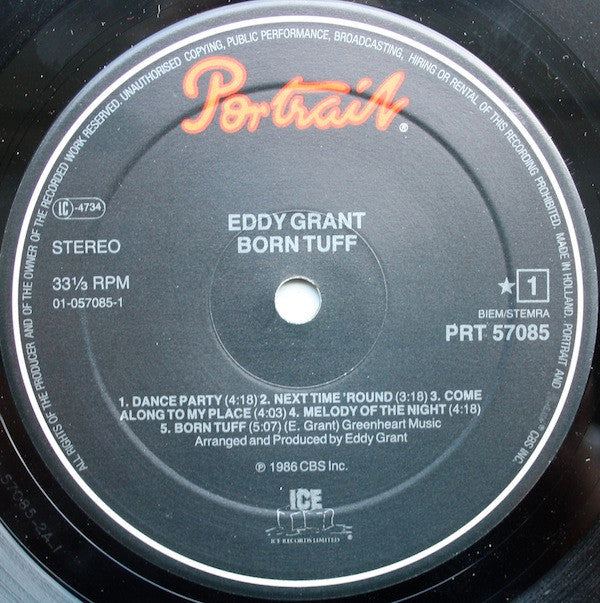 ALL RIGHTS OF THE PRODUCER AND OF THE OWNER OF THE RECORDED WORK RESERVED. UNAUTHORISED COPYING, PUBLIC PERFORMANCE, BROADCASTING, HIRING OR RENTAL OF THIS RECORDING PROHIBITED. MADE IN HOLLAND. PORTRAIT AND CBS INC.
Portrait®
LC-4734
EDDY GRANT
BORN TUFF
STEREO
33⅓ RPM
01-057085-1
★ 1
BIEM/STEMRA
PRT 57085
1. DANCE PARTY (4:18) 2. NEXT TIME 'ROUND (3:18) 3. COME
ALONG TO MY PLACE (4:03) 4. MELODY OF THE NIGHT (4:18)
5. BORN TUFF (5:07) (E. Grant) Greenheart Music
Arranged and Produced by Eddy Grant
℗ 1986 CBS Inc.
ICE
ICE RECORDS LIMITED ®
57085-2A-1